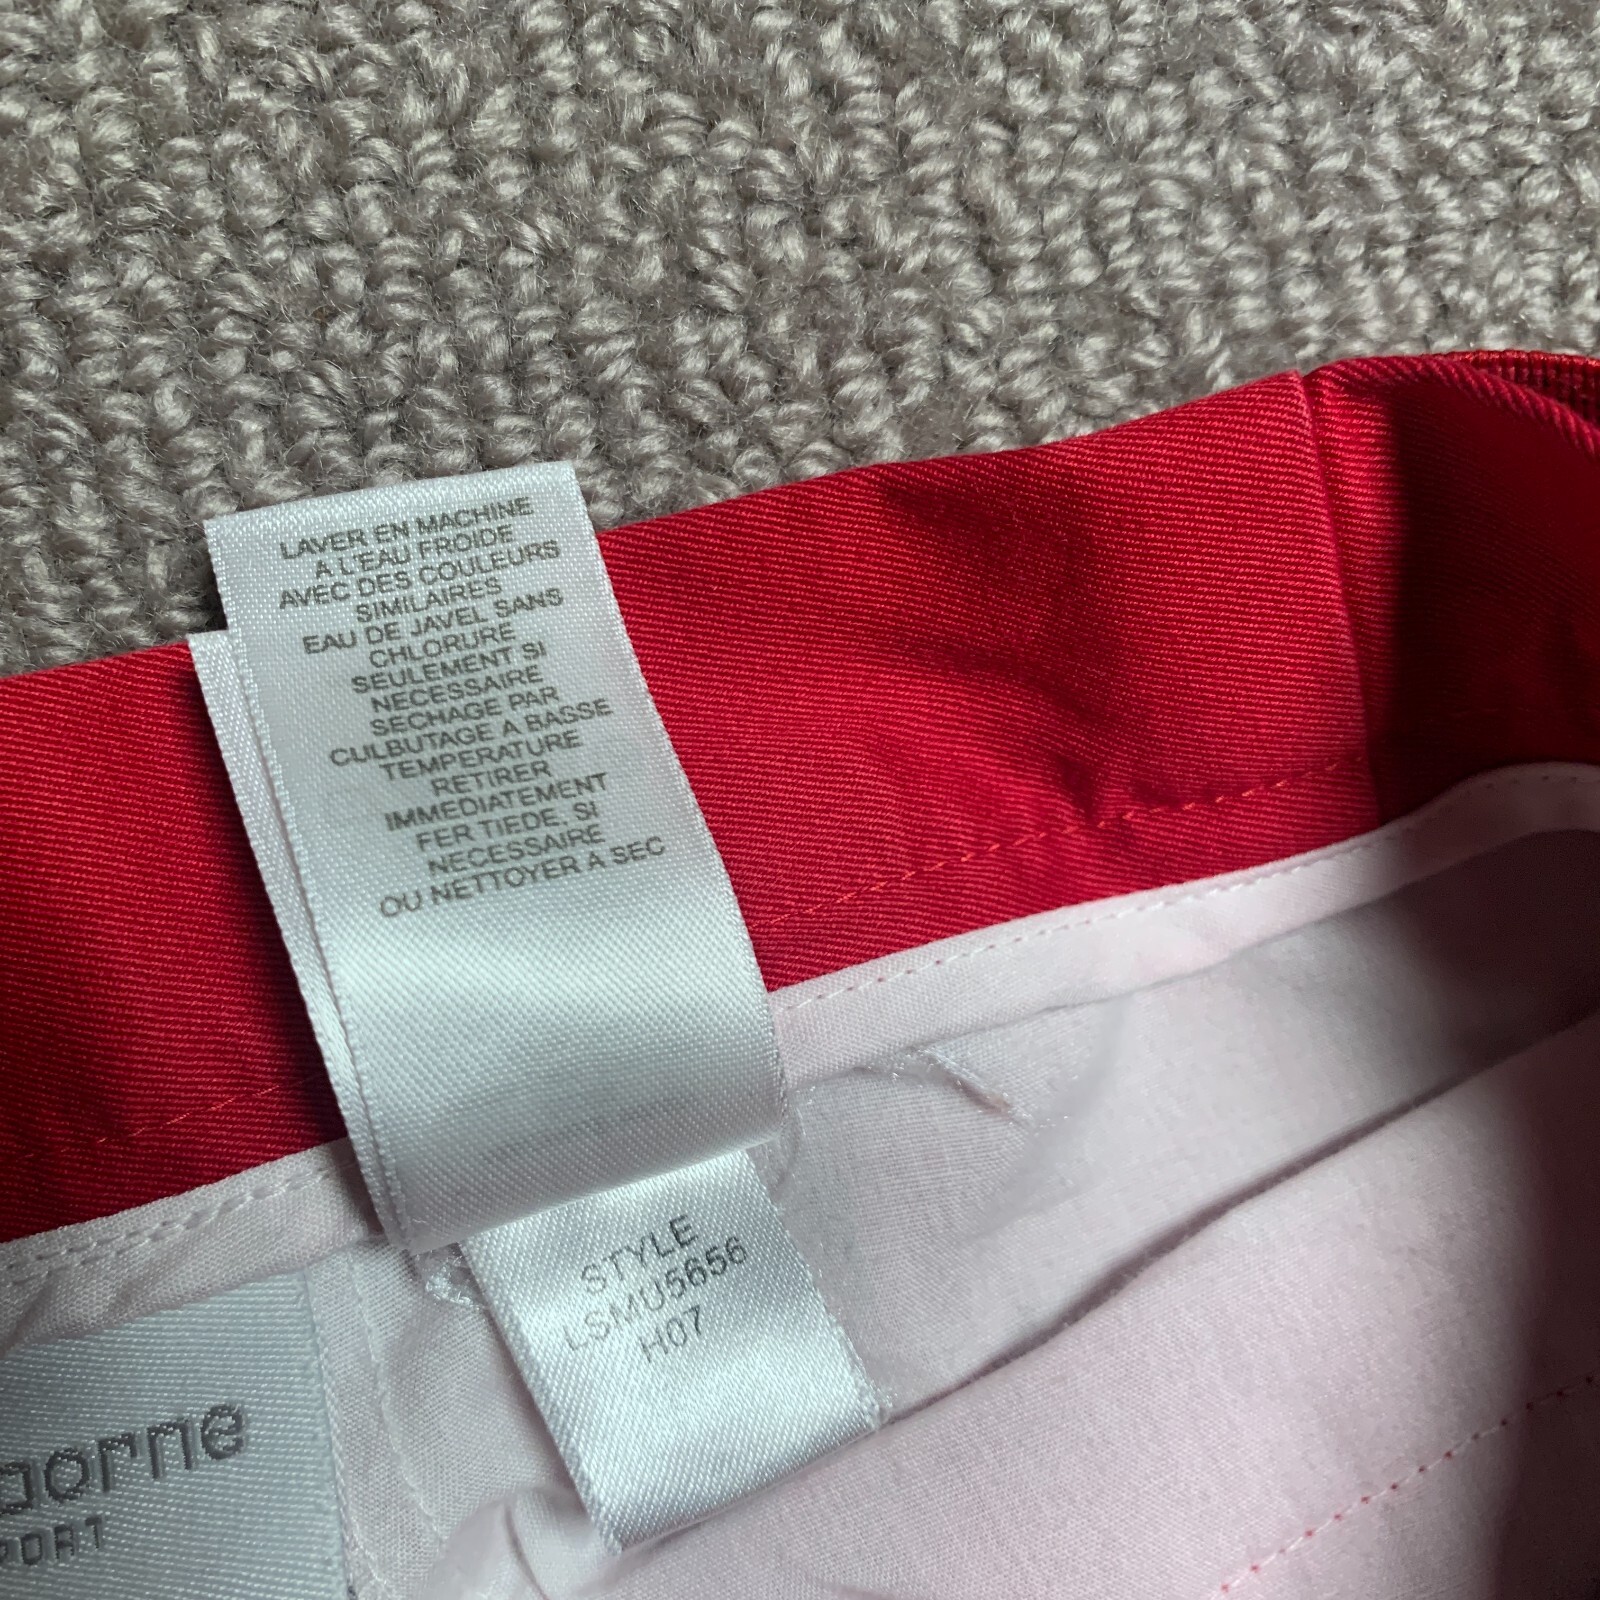 LAVER EN MACHINE
A L'EAU FROIDE
AVEC DES COULEURS
SIMILAIRES
EAU DE JAVEL SANS
CHLORURE
SEULEMENT SI
NECESSAIRE
SECHAGE PAR
CULBUTAGE A BASSE
TEMPERATURE
RETIRER
IMMEDIATEMENT
FER TIEDE, SI
NECESSAIRE
OU NETTOYER A SEC
STYLE
LSMU5656
H07